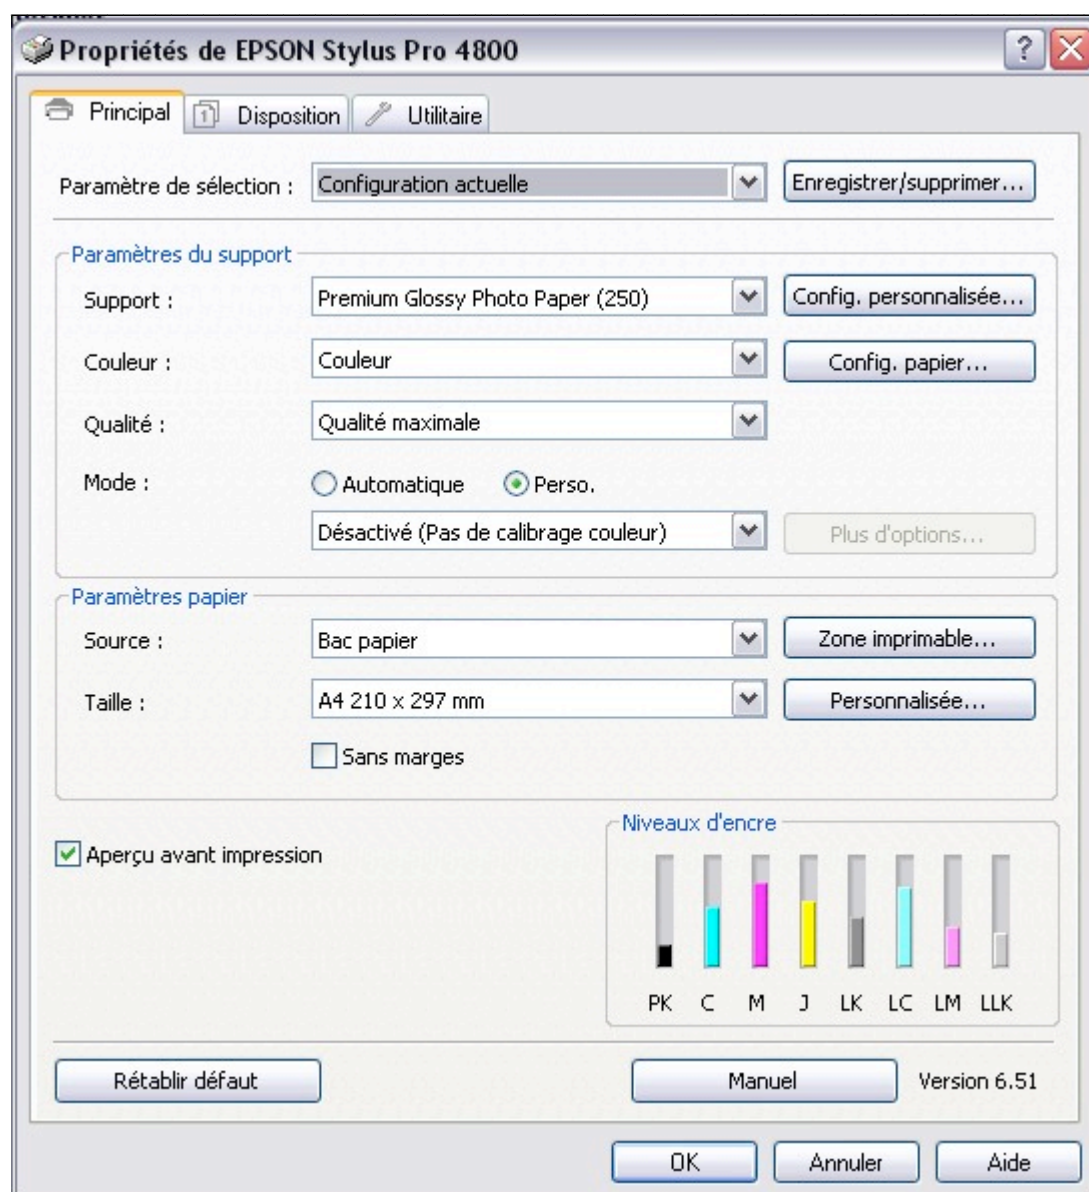 Propriétés de EPSON Stylus Pro 4800
Principal
Disposition
Utilitaire
Paramètre de sélection : Configuration actuelle Enregistrer/supprimer...
Paramètres du support
Support : Premium Glossy Photo Paper (250) Config. personnalisée...
Couleur : Couleur Config. papier...
Qualité : Qualité maximale
Mode : Automatique Perso.
Désactivé (Pas de calibrage couleur) Plus d'options...
Paramètres papier
Source : Bac papier Zone imprimable...
Taille : A4 210 x 297 mm Personnalisée...
Sans marges
Niveaux d'encre
Aperçu avant impression
PK C M J LK LC LM LLK
Rétablir défaut Manuel Version 6.51
OK Annuler Aide